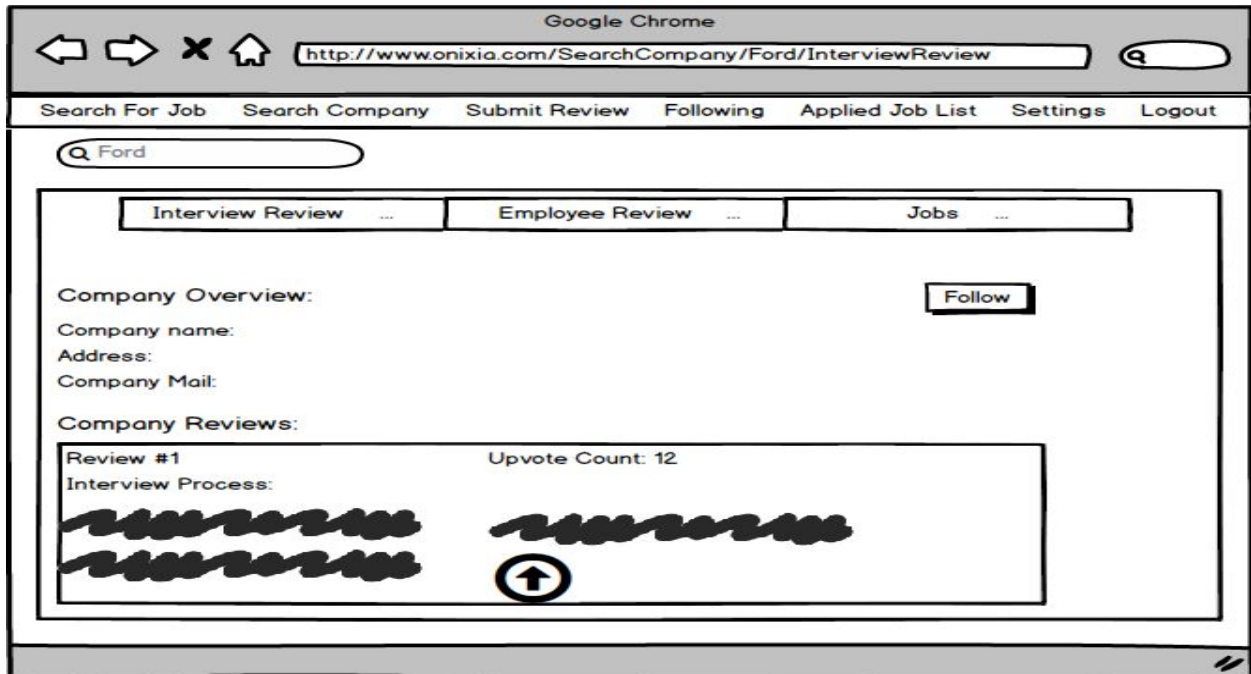 Google Chrome
http://www.onixia.com/SearchCompany/Ford/InterviewReview
Search For Job Search Company Submit Review Following Applied Job List Settings Logout
Ford
Interview Review ... Employee Review ... Jobs ...
Company Overview: Follow
Company name:
Address:
Company Mail:
Company Reviews:
Review #1 Upvote Count: 12
Interview Process: